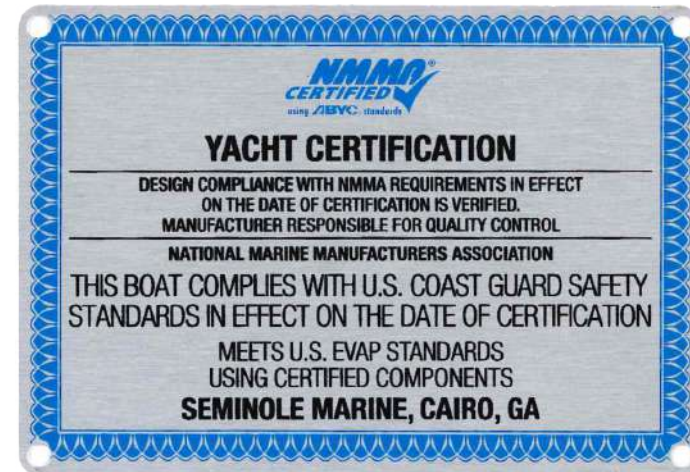 NMMA®
CERTIFIED
using ABYC standards
YACHT CERTIFICATION
DESIGN COMPLIANCE WITH NMMA REQUIREMENTS IN EFFECT
ON THE DATE OF CERTIFICATION IS VERIFIED.
MANUFACTURER RESPONSIBLE FOR QUALITY CONTROL
NATIONAL MARINE MANUFACTURERS ASSOCIATION
THIS BOAT COMPLIES WITH U.S. COAST GUARD SAFETY
STANDARDS IN EFFECT ON THE DATE OF CERTIFICATION
MEETS U.S. EVAP STANDARDS
USING CERTIFIED COMPONENTS
SEMINOLE MARINE, CAIRO, GA